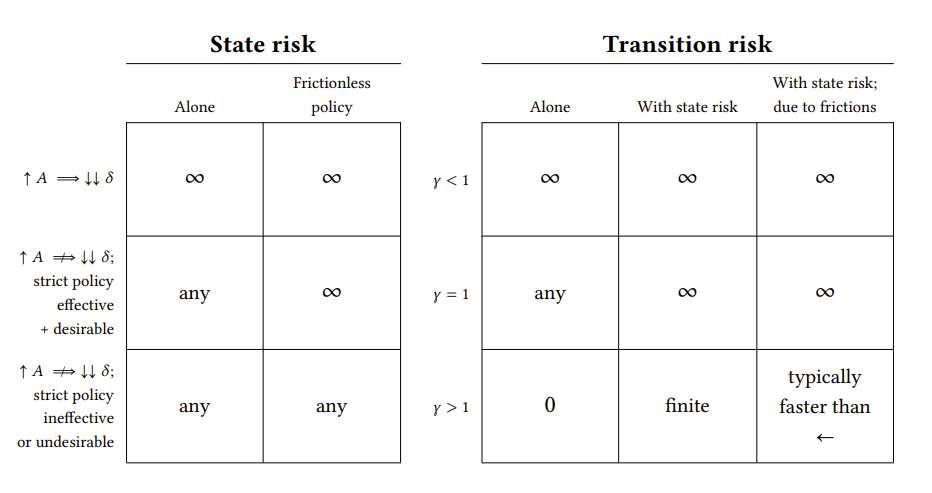 State risk
Transition risk
Alone
Frictionless
policy
Alone
With state risk
With state risk;
due to frictions
↑ A ⟹ ↓↓ δ
∞
∞
γ < 1
∞
∞
∞
↑ A ⇏ ↓↓ δ;
strict policy
effective
+ desirable
any
∞
γ = 1
any
∞
∞
↑ A ⇏ ↓↓ δ;
strict policy
ineffective
or undesirable
any
any
γ > 1
0
finite
typically
faster than
←